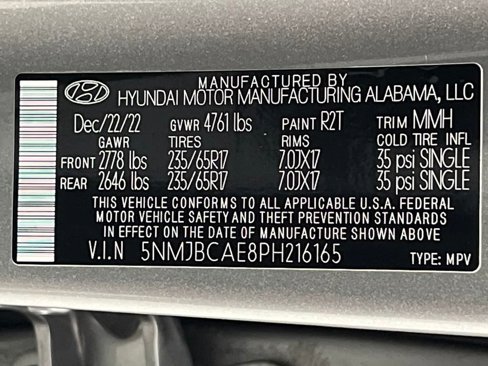 MANUFACTURED BY
HYUNDAI MOTOR MANUFACTURING ALABAMA, LLC
Dec/22/22 GVWR 4761 lbs PAINT R2T TRIM MMH
GAWR TIRES RIMS COLD TIRE INFL
FRONT 2778 lbs 235/65R17 7.0JX17 35 psi SINGLE
REAR 2646 lbs 235/65R17 7.0JX17 35 psi SINGLE
THIS VEHICLE CONFORMS TO ALL APPLICABLE U.S.A. FEDERAL
MOTOR VEHICLE SAFETY AND THEFT PREVENTION STANDARDS
IN EFFECT ON THE DATE OF MANUFACTURE SHOWN ABOVE
V.I.N 5NMJBCAE8PH216165 TYPE: MPV